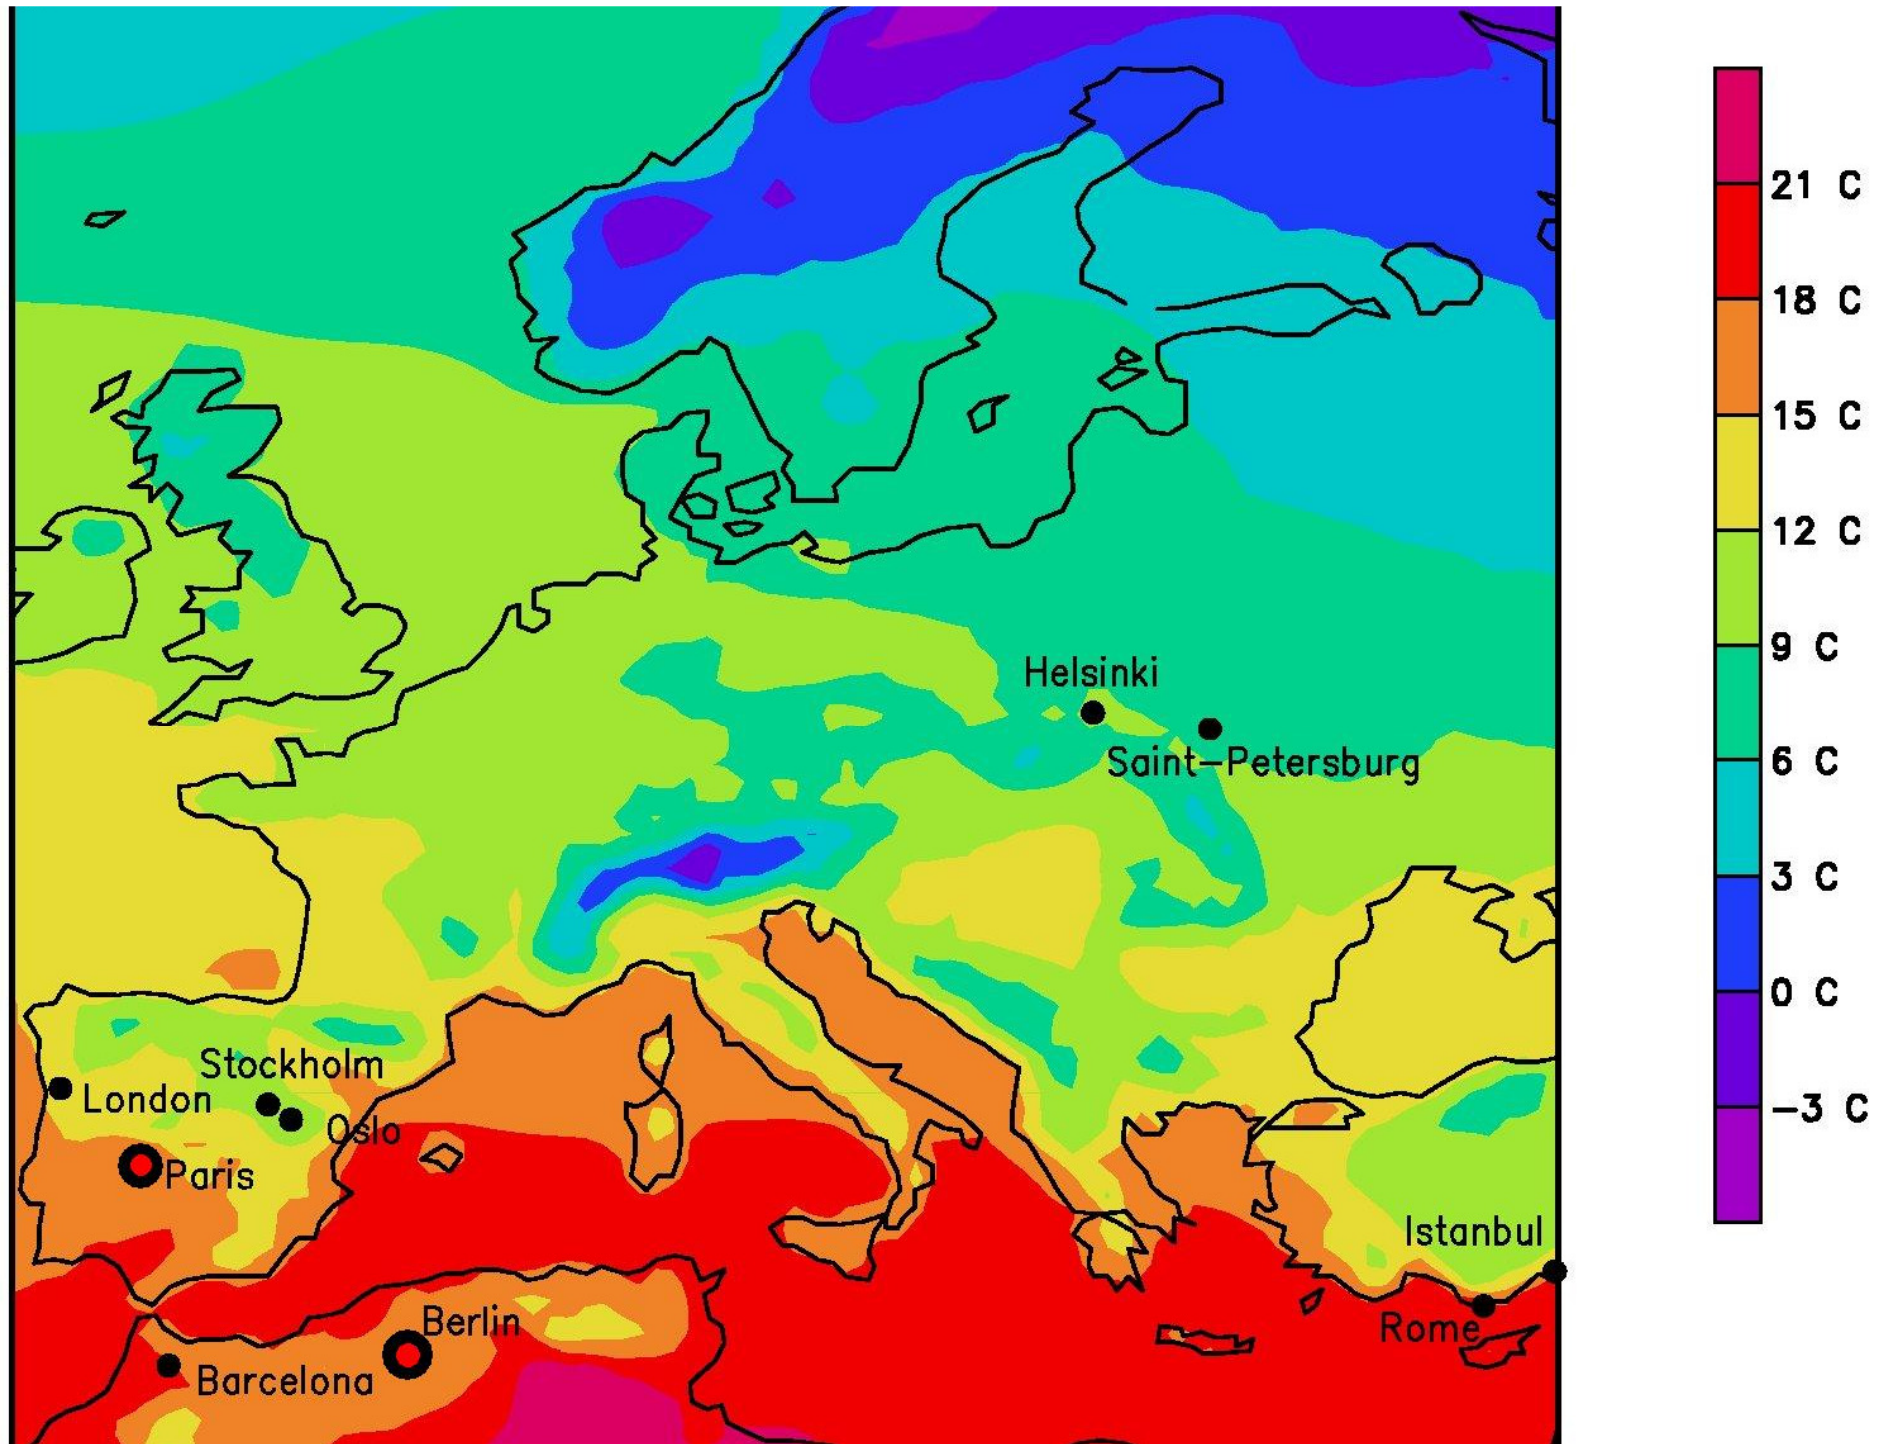 21 C
18 C
15 C
12 C
9 C
6 C
3 C
0 C
−3 C
Helsinki
Saint−Petersburg
Stockholm
London
Oslo
Paris
Istanbul
Berlin
Rome
Barcelona